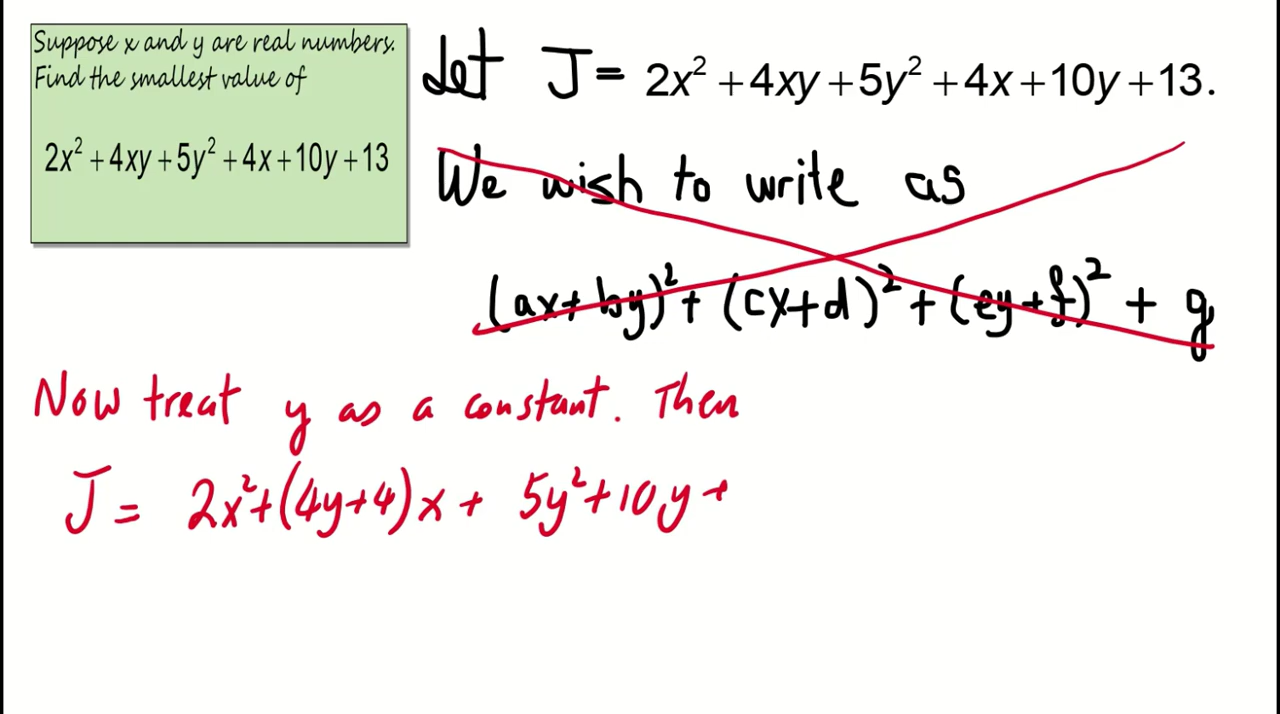 Suppose x and y are real numbers.
Find the smallest value of
2x² + 4xy + 5y² + 4x + 10y + 13
Let J = 2x² + 4xy + 5y² + 4x + 10y + 13.
We wish to write as
(ax + by)² + (cx + d)² + (ey + f)² + g
Now treat y as a constant. Then
J = 2x² + (4y + 4)x + 5y² + 10y +